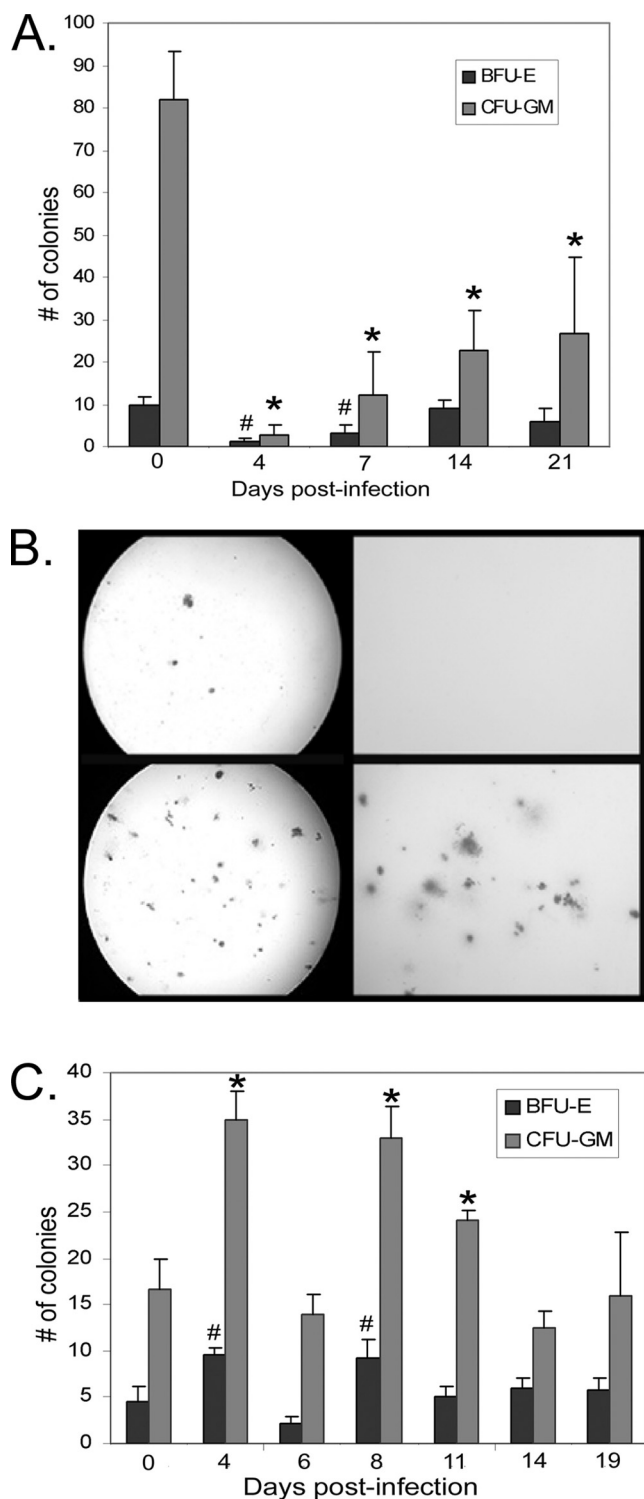 A.
100
90
80
70
60
50
40
30
20
10
0
# of colonies
BFU-E
CFU-GM
# * # * * *
0 4 7 14 21
Days post-infection
B.
C.
40
35
30
25
20
15
10
5
0
# of colonies
BFU-E
CFU-GM
# * # * *
0 4 6 8 11 14 19
Days post-infection